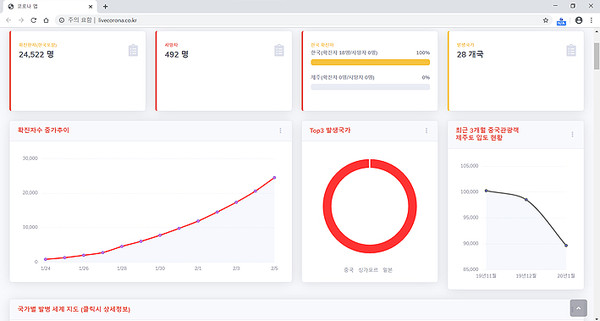 코로나 맵
주의 요함 | livecorona.co.kr
24,522 명
사망자
492 명
한국 확진자
한국(확진자 18명/사망자 0명) 100%
제주(확진자 0명/사망자 0명) 0%
발생국가
28 개국
확진자수 증가추이
30,000
20,000
10,000
0
1/24 1/26 1/28 1/30 2/1 2/3 2/5
Top3 발생국가
중국 싱가포르 일본
최근 3개월 중국관광객
제주도 입도 현황
105,000
100,000
95,000
90,000
85,000
19년11월 19년12월 20년1월
국가별 발병 세계 지도 (클릭시 상세정보)